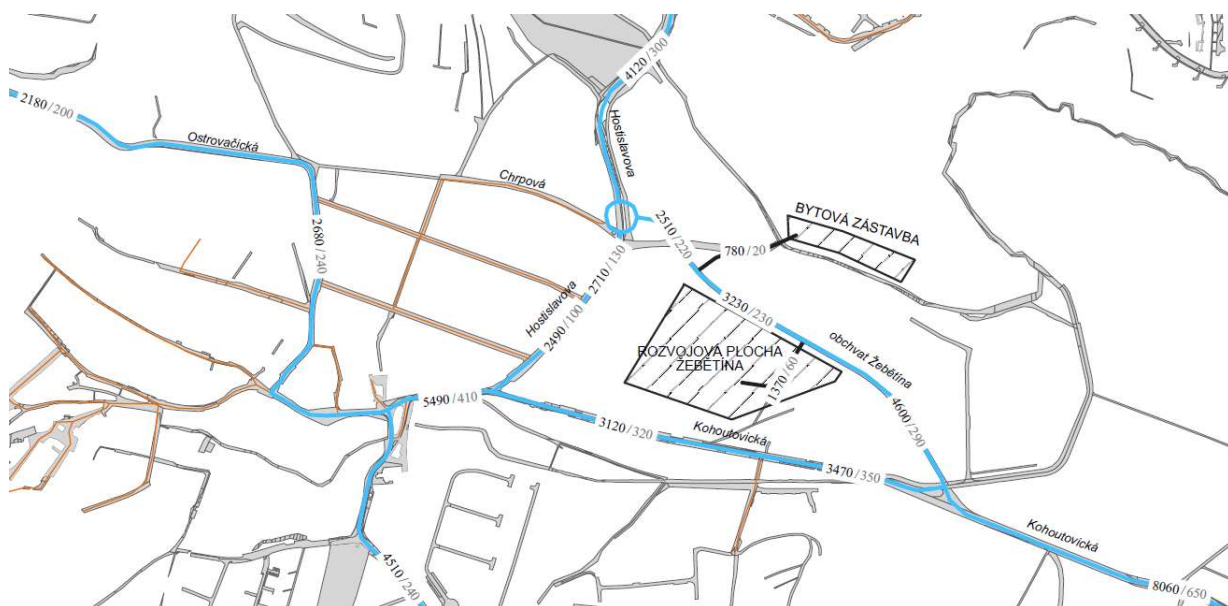 4120/300
2180/200
Ostrovačická
Hostislavova
Chrpová
BYTOVÁ ZÁSTAVBA
2510/220
780/20
2680/240
2710/130
Hostislavova
2490/100
3230/230
obchvat Žebětína
ROZVOJOVÁ PLOCHA
ŽEBĚTÍNA
1370/60
5490/410
3120/320
Kohoutovická
4600/290
3470/350
Kohoutovická
4510/240
8060/650